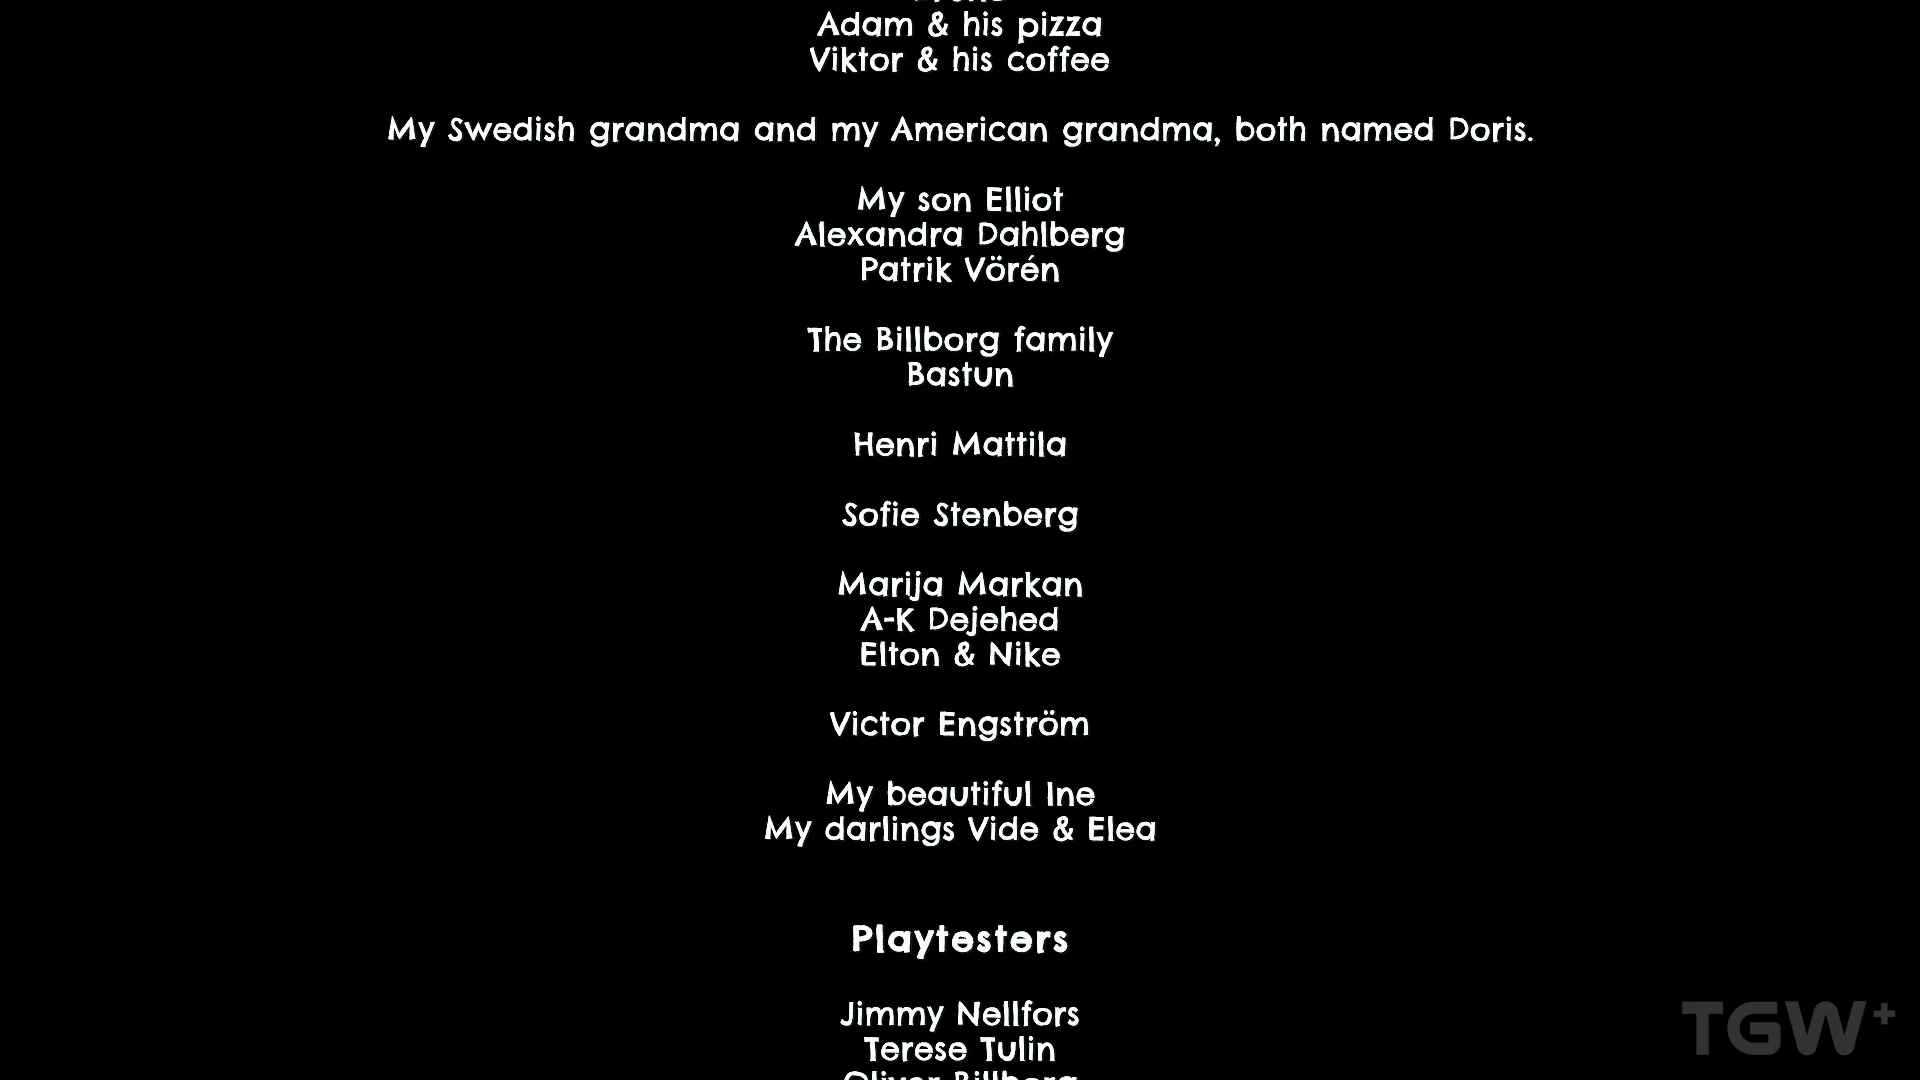 Adam & his pizza
Viktor & his coffee
My Swedish grandma and my American grandma, both named Doris.
My son Elliot
Alexandra Dahlberg
Patrik Vörén
The Billborg family
Bastun
Henri Mattila
Sofie Stenberg
Marija Markan
A-K Dejehed
Elton & Nike
Victor Engström
My beautiful Ine
My darlings Vide & Elea
Playtesters
Jimmy Nellfors
Terese Tulin
Oliver Billborg
TGW+